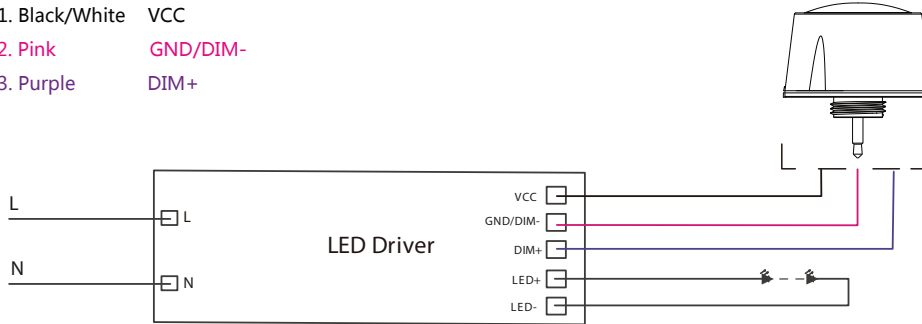 1. Black/White VCC
2. Pink GND/DIM-
3. Purple DIM+
L
N
L
N
LED Driver
VCC
GND/DIM-
DIM+
LED+
LED-